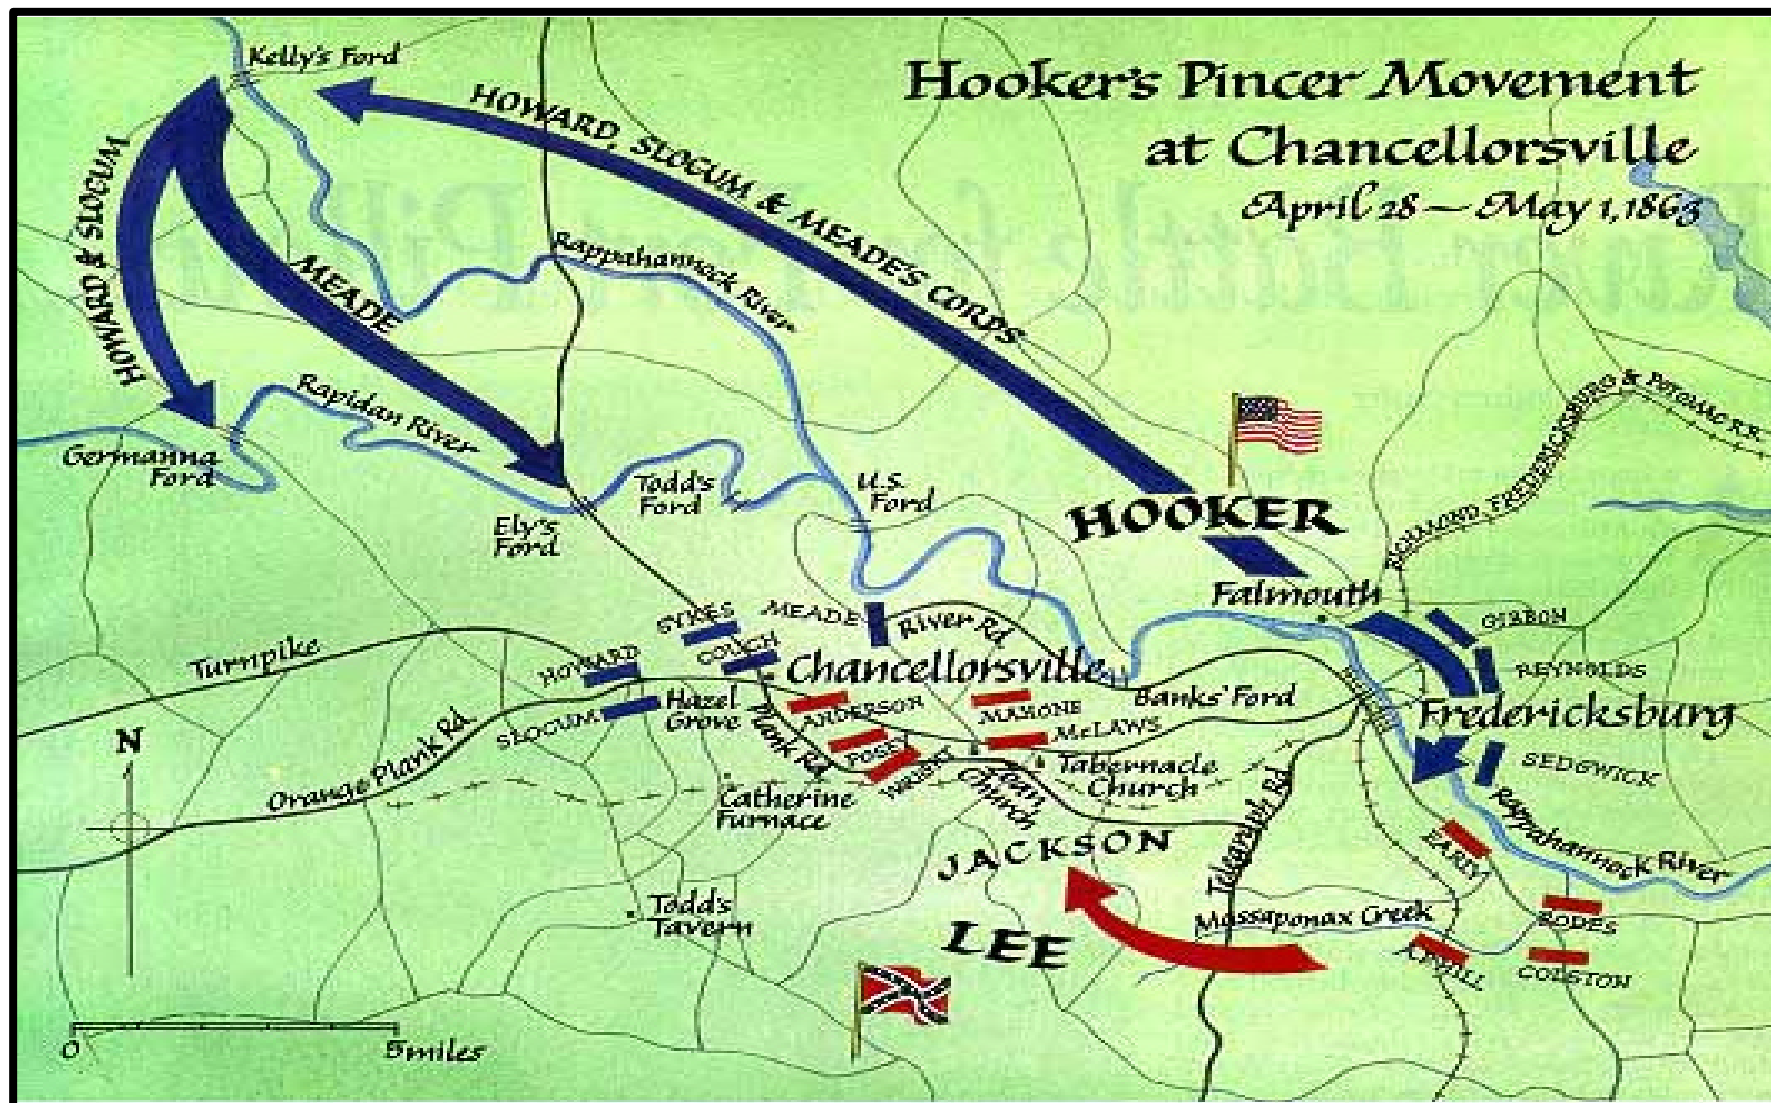 Hooker's Pincer Movement
at Chancellorsville
April 28 — May 1, 1863
Kelly's Ford
HOWARD, SLOCUM & MEADE'S CORPS
HOWARD & SLOCUM
MEADE
Rappahannock River
Rapidan River
Germanna
Ford
Ely's
Ford
Todd's
Ford
U.S.
Ford
HOOKER
Falmouth
RICHMOND, FREDERICKSBURG & POTOMAC R.R.
GIBBON
REYNOLDS
Fredericksburg
SEDGWICK
Rappahannock River
SYKES
MEADE
River Rd
COUCH
Chancellorsville
HOWARD
Turnpike
Hazel
Grove
SLOCUM
Plank Rd
ANDERSON
MAHONE
Banks' Ford
McLAWS
POSEY
WRIGHT
Tabernacle
Church
Zoan
Church
Orange Plank Rd.
Catherine
Furnace
Telegraph Rd
JACKSON
EARLY
Massaponax Creek
RODES
Todd's
Tavern
LEE
A.P. HILL
COLSTON
N
0
5 miles